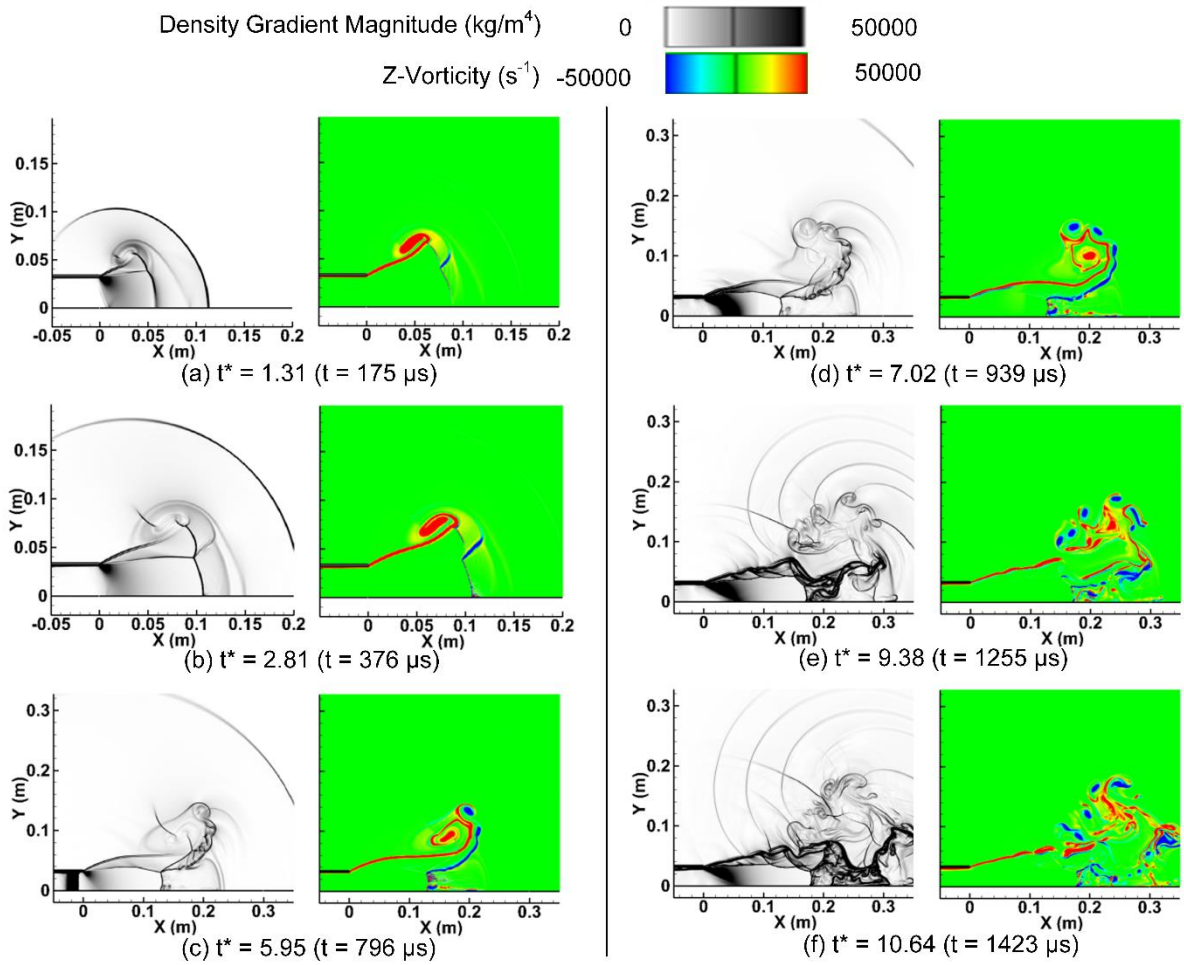 Density Gradient Magnitude (kg/m⁴) 0 50000
Z-Vorticity (s⁻¹) -50000 50000
Y (m)
0.15
0.1
0.05
0
-0.05 0 0.05 0.1 0.15 0.2
X (m)
0 0.05 0.1 0.15 0.2
X (m)
(a) t* = 1.31 (t = 175 µs)
Y (m)
0.15
0.1
0.05
0
-0.05 0 0.05 0.1 0.15 0.2
X (m)
0 0.05 0.1 0.15 0.2
X (m)
(b) t* = 2.81 (t = 376 µs)
Y (m)
0.3
0.2
0.1
0
0 0.1 0.2 0.3
X (m)
0 0.1 0.2 0.3
X (m)
(c) t* = 5.95 (t = 796 µs)
Y (m)
0.3
0.2
0.1
0
0 0.1 0.2 0.3
X (m)
0 0.1 0.2 0.3
X (m)
(d) t* = 7.02 (t = 939 µs)
Y (m)
0.3
0.2
0.1
0
0 0.1 0.2 0.3
X (m)
0 0.1 0.2 0.3
X (m)
(e) t* = 9.38 (t = 1255 µs)
Y (m)
0.3
0.2
0.1
0
0 0.1 0.2 0.3
X (m)
0 0.1 0.2 0.3
X (m)
(f) t* = 10.64 (t = 1423 µs)